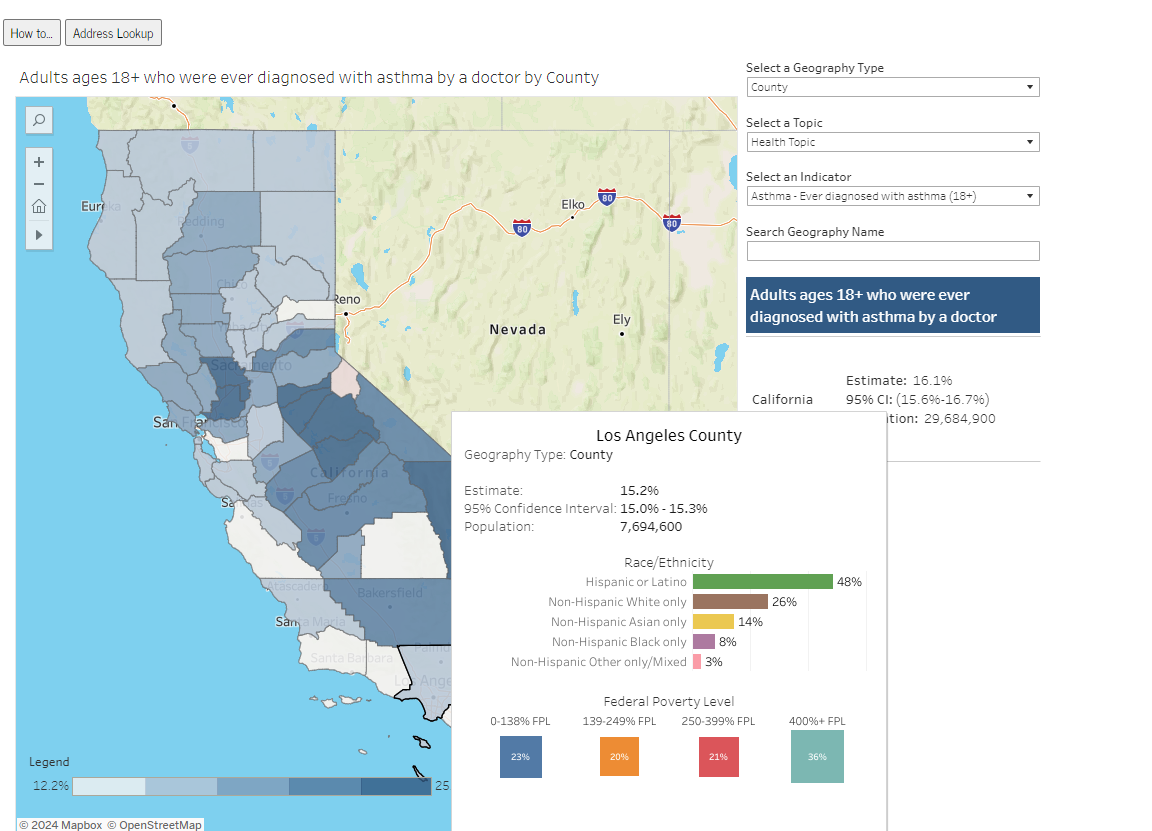 How to...
Address Lookup
Adults ages 18+ who were ever diagnosed with asthma by a doctor by County
Select a Geography Type
County
Select a Topic
Health Topic
Select an Indicator
Asthma - Ever diagnosed with asthma (18+)
Search Geography Name
Adults ages 18+ who were ever
diagnosed with asthma by a doctor
California
Estimate: 16.1%
95% CI: (15.6%-16.7%)
29,684,900
Eureka
Redding
Chico
Sacramento
San Francisco
Salinas
California
Fresno
Atascadero
Bakersfield
Santa Maria
Santa Barbara
Reno
Elko
Ely
Nevada
80
80
80
5
5
5
5
Los Angeles County
Geography Type: County
Estimate: 15.2%
95% Confidence Interval: 15.0% - 15.3%
Population: 7,694,600
Race/Ethnicity
Hispanic or Latino 48%
Non-Hispanic White only 26%
Non-Hispanic Asian only 14%
Non-Hispanic Black only 8%
Non-Hispanic Other only/Mixed 3%
Federal Poverty Level
0-138% FPL 139-249% FPL 250-399% FPL 400%+ FPL
23% 20% 21% 36%
Legend
12.2%
25
© 2024 Mapbox © OpenStreetMap